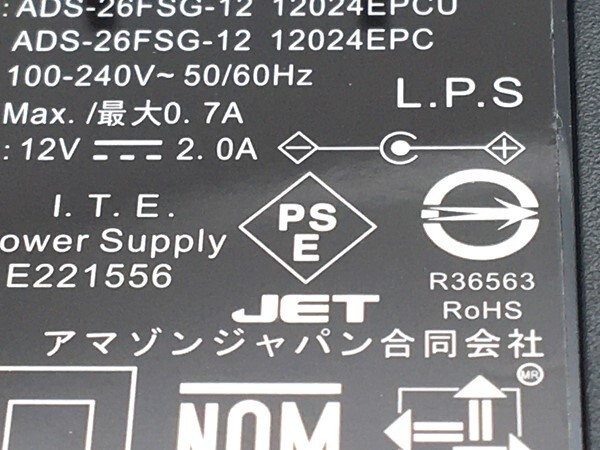 : ADS-26FSG-12 12024EPCU
: ADS-26FSG-12 12024EPC
100-240V~ 50/60Hz
Max. /最大0. 7A
L.P.S
: 12V ⎓ 2. 0A
I. T. E.
ower Supply
E221556
PS
E
JET
R36563
RoHS
アマゾンジャパン合同会社
NOM
MR